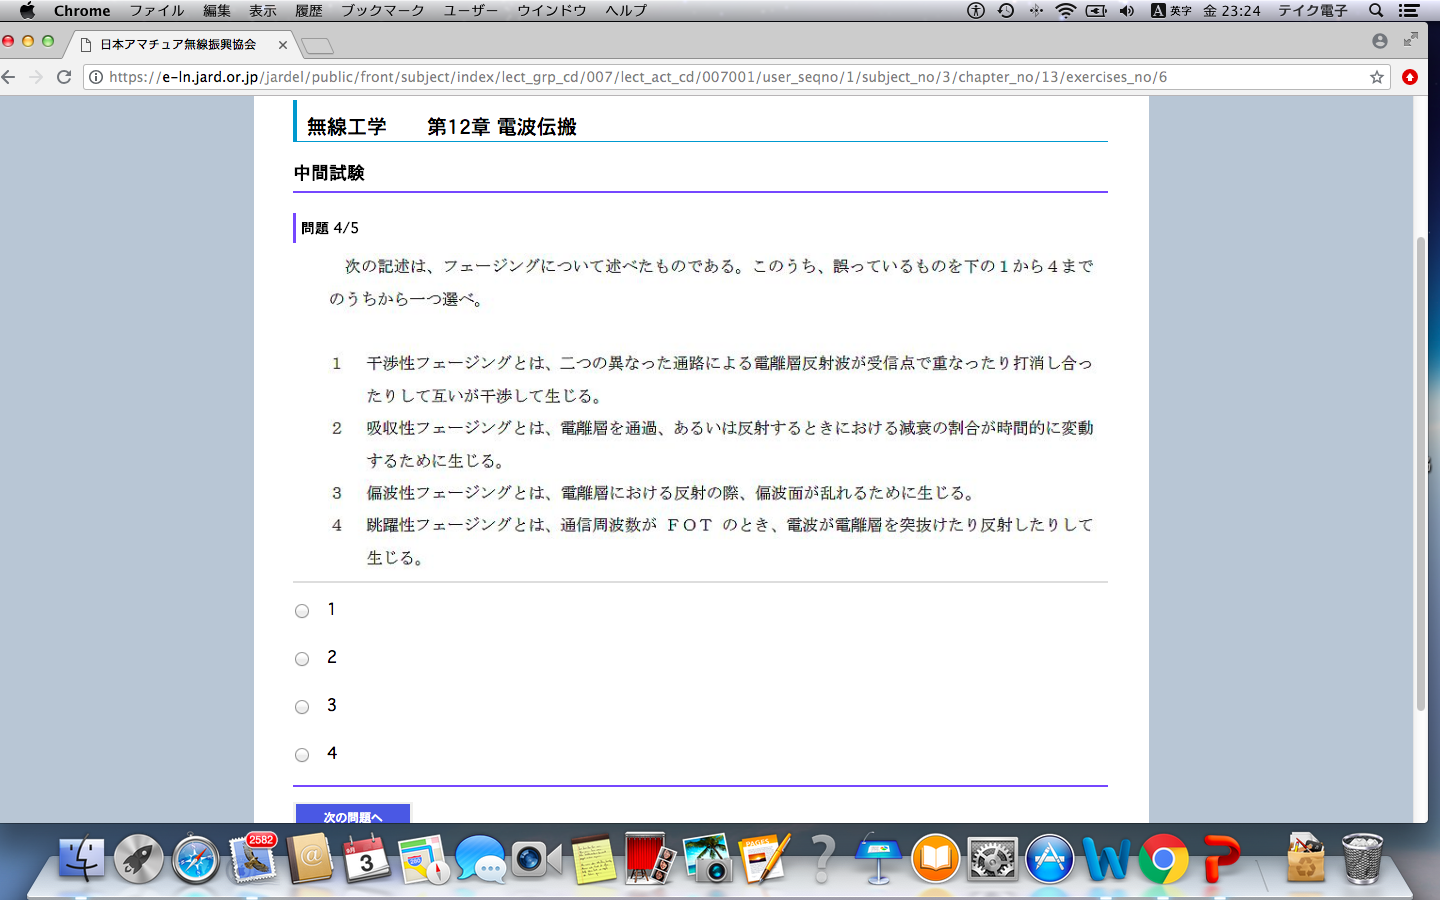 Chrome ファイル 編集 表示 履歴 ブックマーク ユーザー ウインドウ ヘルプ A 英字 金 23:24 テイク電子
日本アマチュア無線振興協会
https://e-ln.jard.or.jp/jardel/public/front/subject/index/lect_grp_cd/007/lect_act_cd/007001/user_seqno/1/subject_no/3/chapter_no/13/exercises_no/6
無線工学 第12章 電波伝搬
中間試験
問題 4/5
次の記述は、フェージングについて述べたものである。このうち、誤っているものを下の１から４まで
のうちから一つ選べ。
1 干渉性フェージングとは、二つの異なった通路による電離層反射波が受信点で重なったり打消し合っ
たりして互いが干渉して生じる。
2 吸収性フェージングとは、電離層を通過、あるいは反射するときにおける減衰の割合が時間的に変動
するために生じる。
3 偏波性フェージングとは、電離層における反射の際、偏波面が乱れるために生じる。
4 跳躍性フェージングとは、通信周波数が ＦＯＴ のとき、電波が電離層を突抜けたり反射したりして
生じる。
1
2
3
4
次の問題へ
2582
3
280
PAGES
?